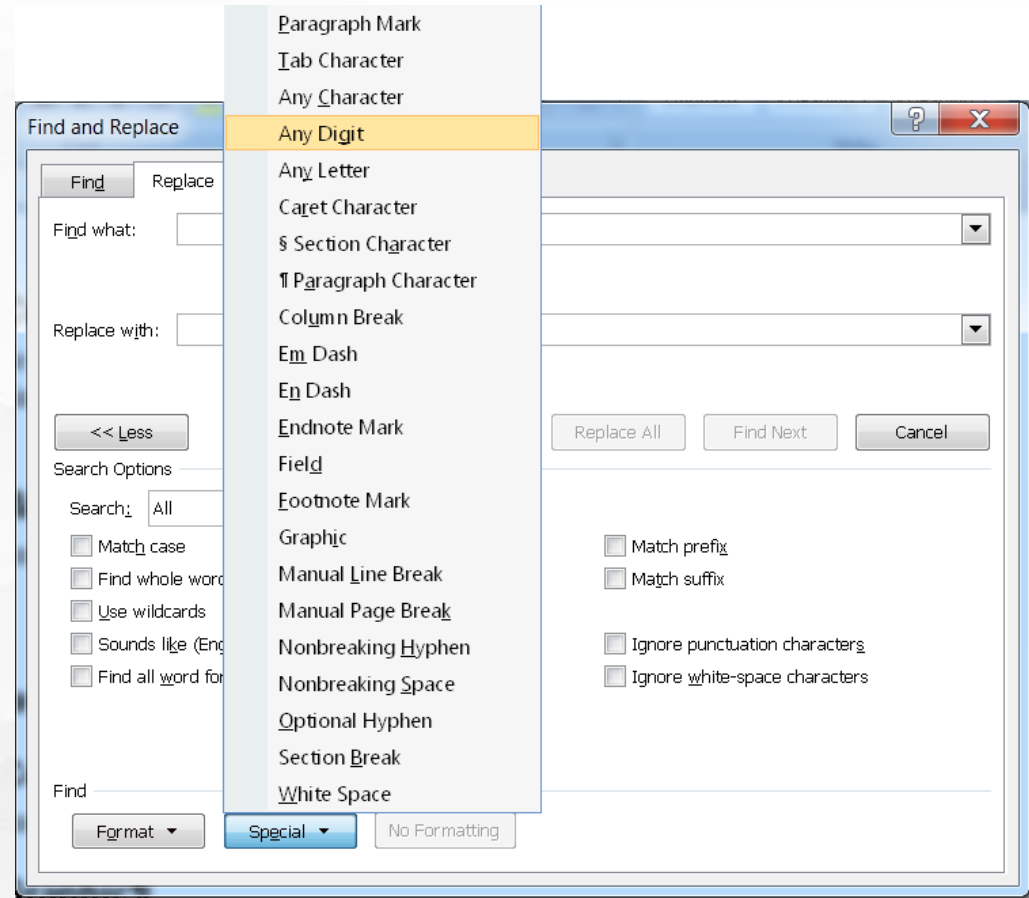 Paragraph Mark
Tab Character
Any Character
Find and Replace
Any Digit
Any Letter
Find Replace
Caret Character
Find what:
§ Section Character
¶ Paragraph Character
Column Break
Replace with:
Em Dash
En Dash
Endnote Mark
<< Less Replace All Find Next Cancel
Field
Search Options
Footnote Mark
Search: All
Graphic
Match case Match prefix
Manual Line Break
Find whole word Match suffix
Manual Page Break
Use wildcards
Nonbreaking Hyphen
Sounds like (Eng Ignore punctuation characters
Find all word for Ignore white-space characters
Nonbreaking Space
Optional Hyphen
Section Break
Find
White Space
Format Special No Formatting